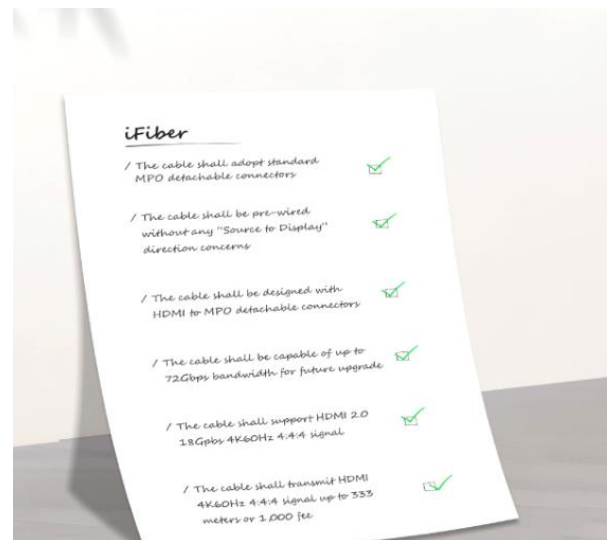 iFiber
/ The cable shall adopt standard
MPO detachable connectors
/ The cable shall be pre-wired
without any "Source to Display"
direction concerns
/ The cable shall be designed with
HDMI to MPO detachable connectors
/ The cable shall be capable of up to
72Gbps bandwidth for future upgrade
/ The cable shall support HDMI 2.0
18Gpbs 4K60Hz 4:4:4 signal
/ The cable shall transmit HDMI
4K60Hz 4:4:4 signal up to 333
meters or 1,000 fee